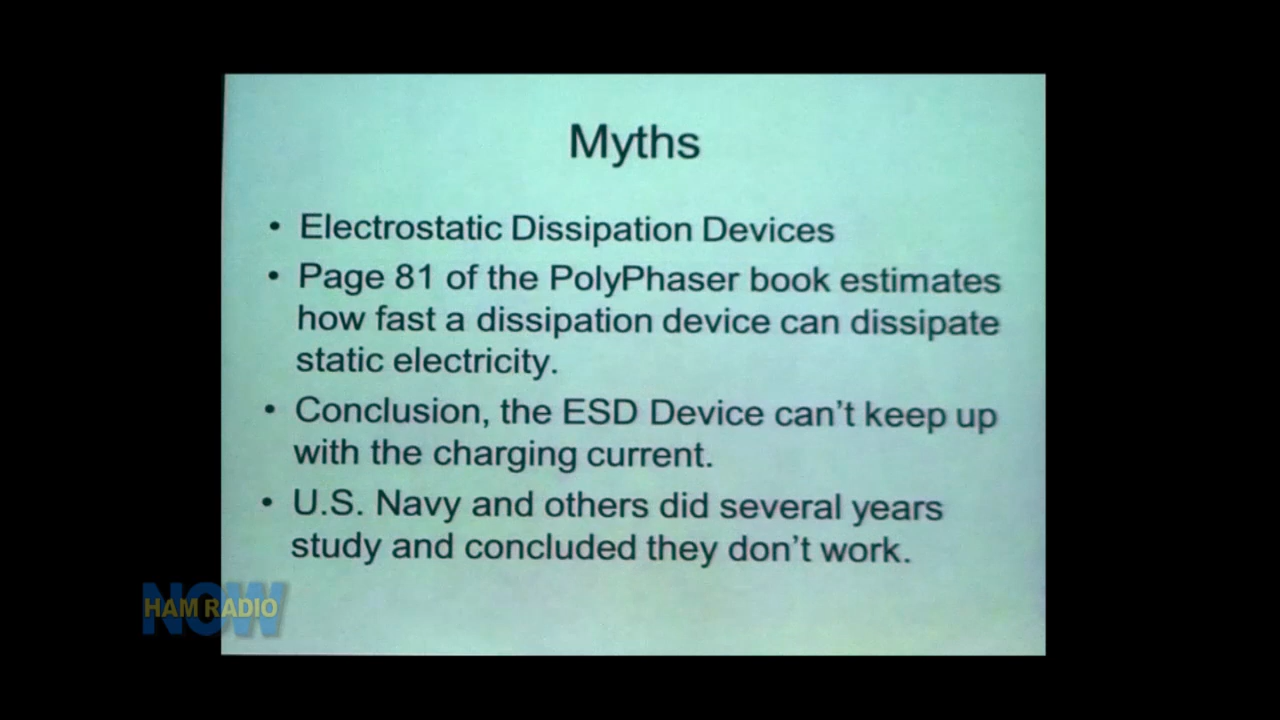 Myths
• Electrostatic Dissipation Devices
• Page 81 of the PolyPhaser book estimates
how fast a dissipation device can dissipate
static electricity.
• Conclusion, the ESD Device can't keep up
with the charging current.
• U.S. Navy and others did several years
study and concluded they don't work.
NOW
HAM RADIO